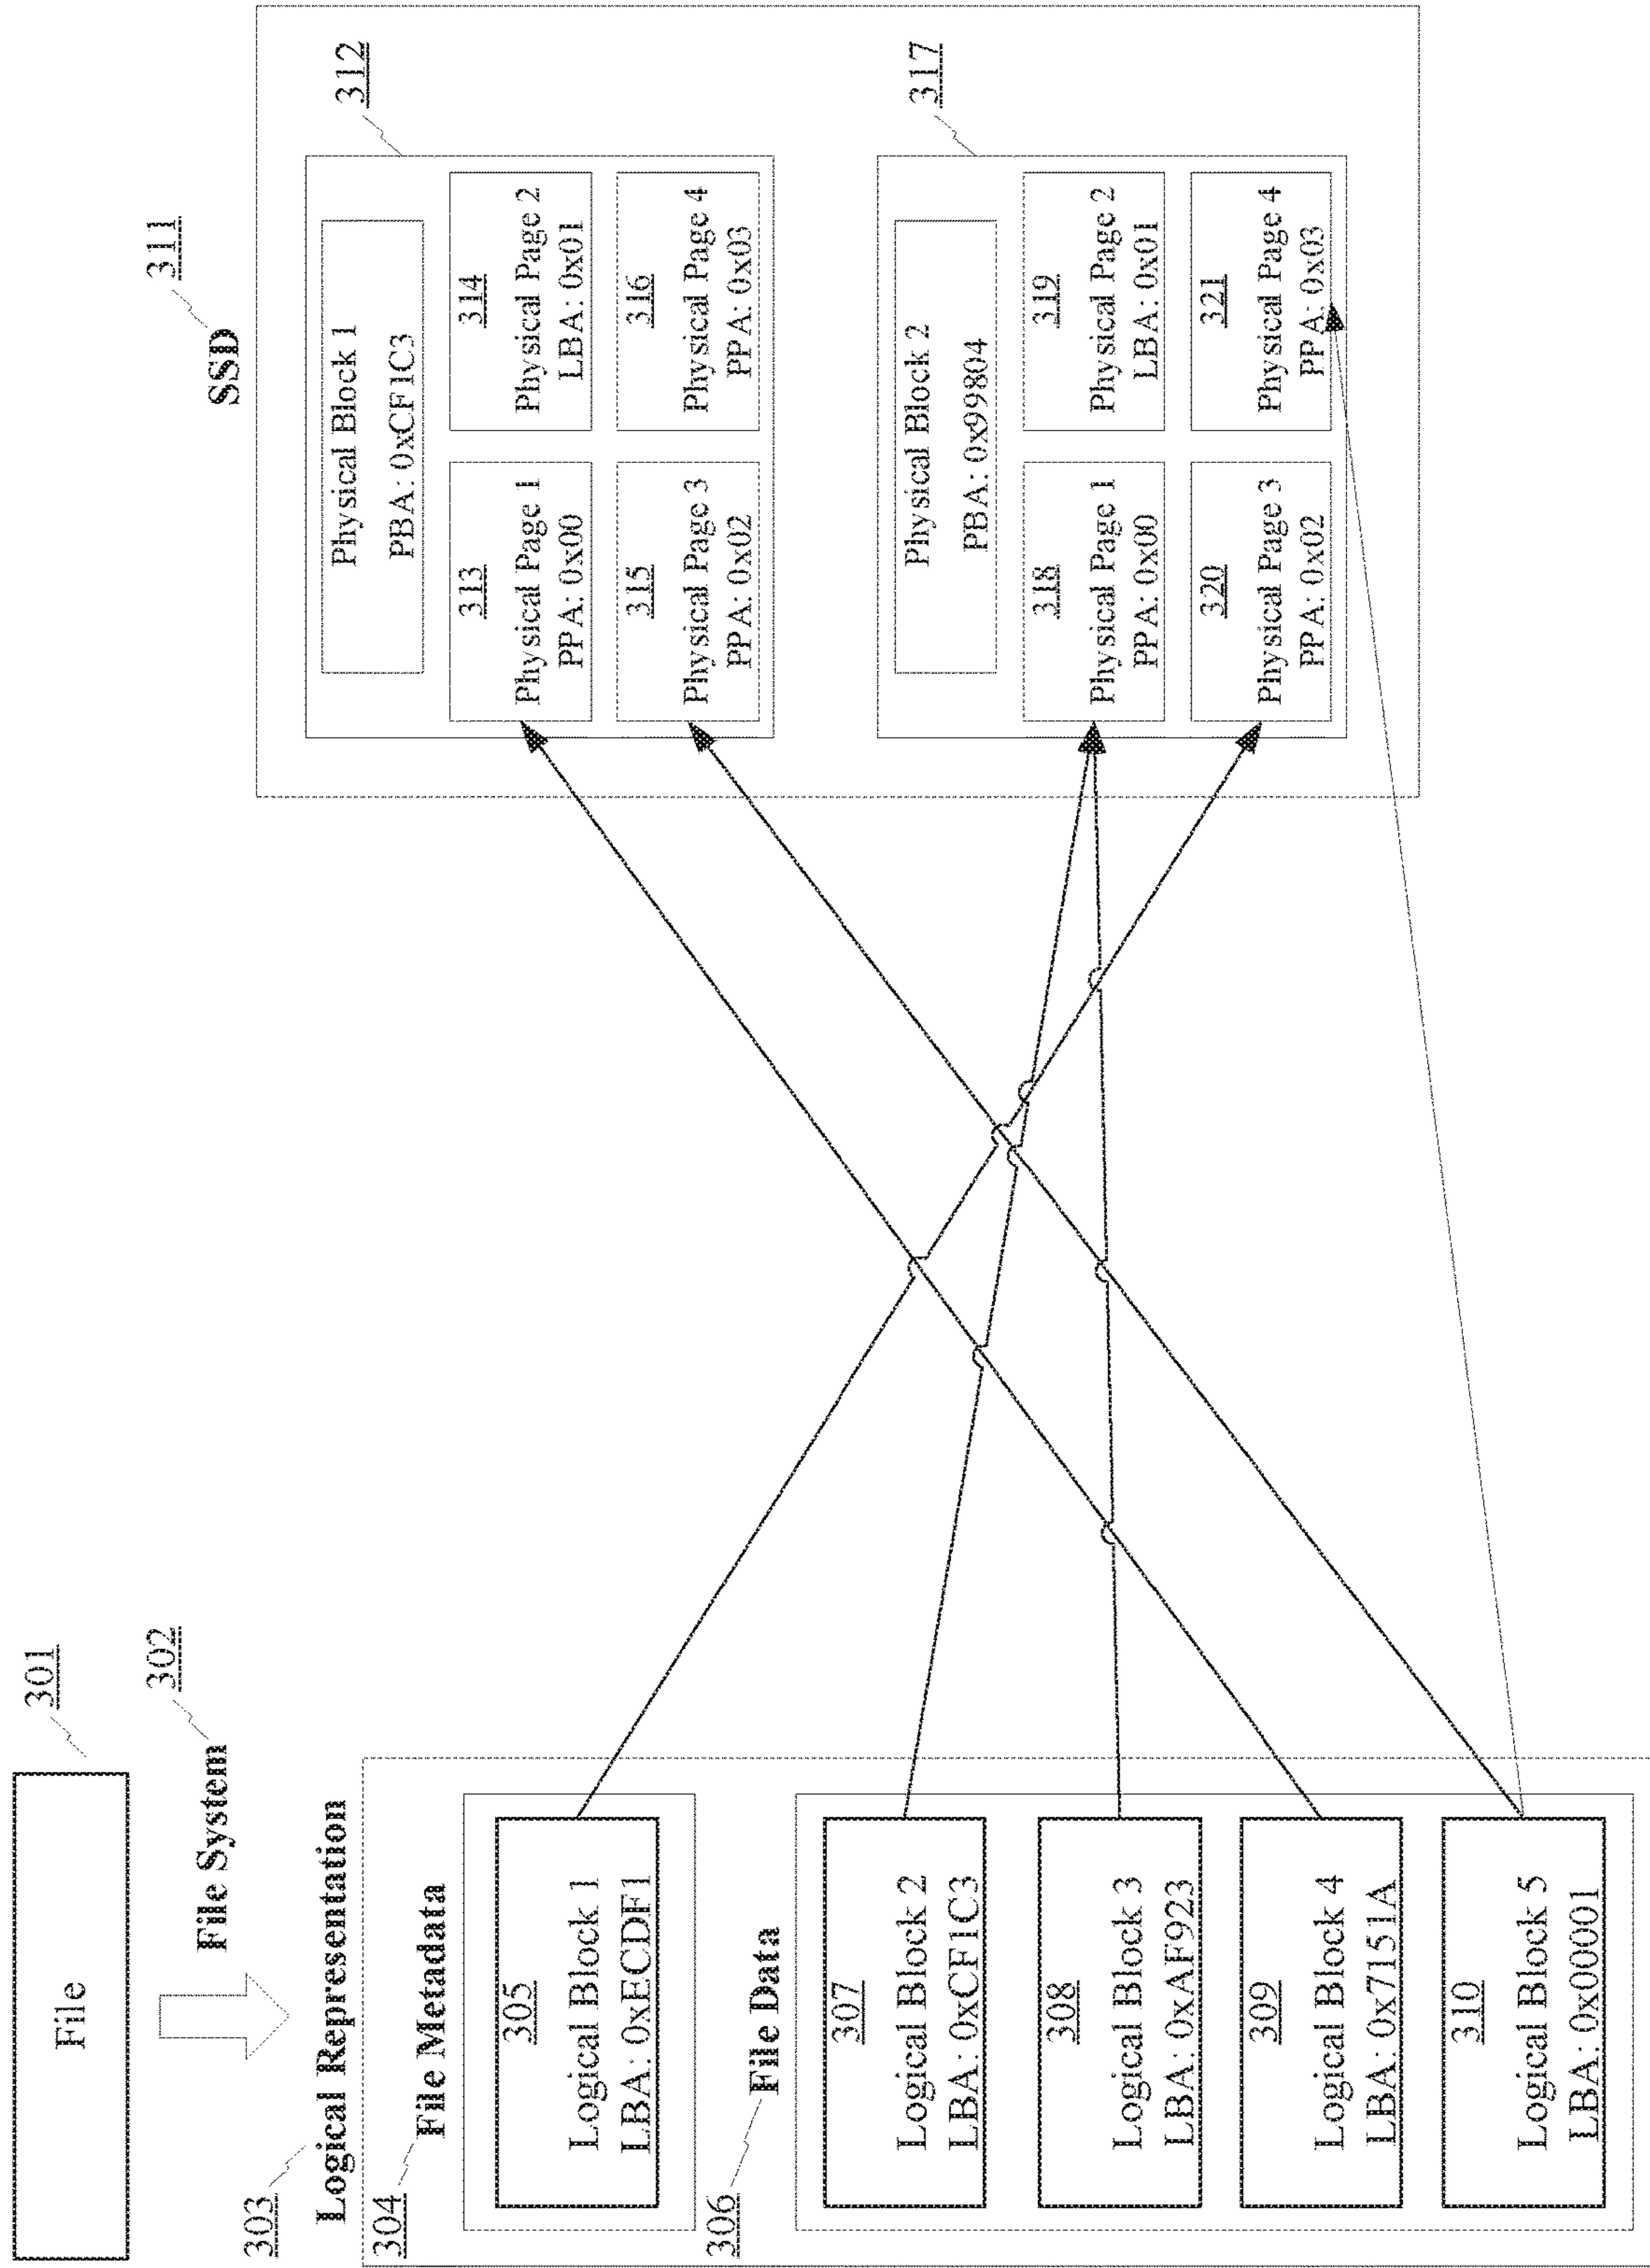 File
301
File System
302
303
Logical Representation
304
File Metadata
305
Logical Block 1
LBA: 0xECDF1
306
File Data
307
Logical Block 2
LBA: 0xCF1C3
308
Logical Block 3
LBA: 0xAF923
309
Logical Block 4
LBA: 0x7151A
310
Logical Block 5
LBA: 0x00001
311
SSD
312
Physical Block 1
PBA: 0xCF1C3
313
Physical Page 1
PPA: 0x00
314
Physical Page 2
LBA: 0x01
315
Physical Page 3
PPA: 0x02
316
Physical Page 4
PPA: 0x03
317
Physical Block 2
PBA: 0x99804
318
Physical Page 1
PPA: 0x00
319
Physical Page 2
LBA: 0x01
320
Physical Page 3
PPA: 0x02
321
Physical Page 4
PPA: 0x03